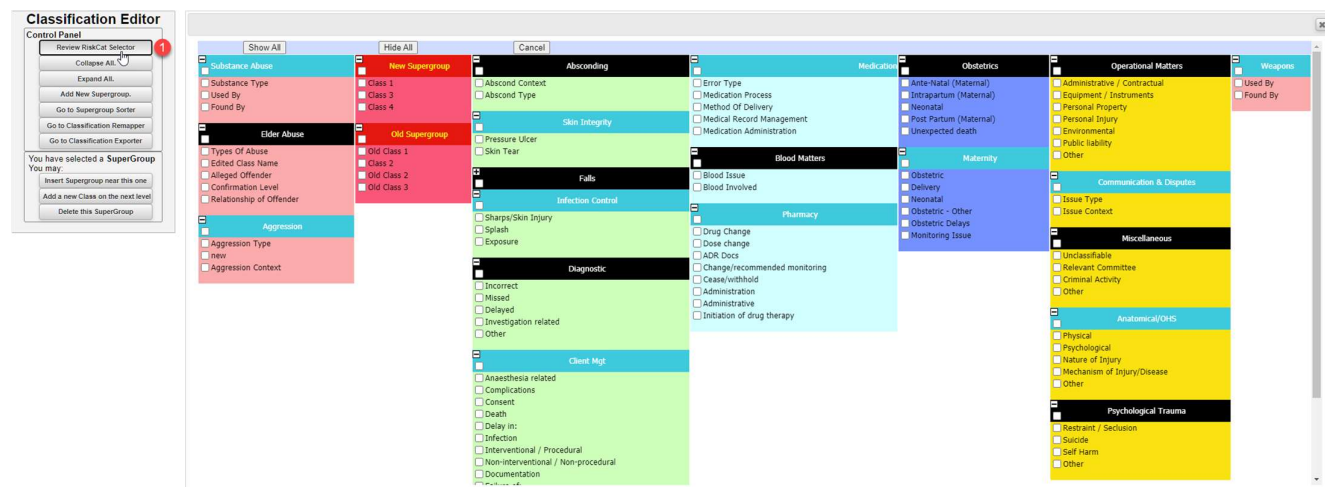 Classification Editor
Control Panel
Review RiskCat Selector
1
Collapse All.
Expand All.
Add New Supergroup.
Go to Supergroup Sorter
Go to Classification Remapper
Go to Classification Exporter
You have selected a SuperGroup
You may:
Insert Supergroup near this one
Add a new Class on the next level
Delete this SuperGroup
Show All
Hide All
Cancel
Substance Abuse
Substance Type
Used By
Found By
Elder Abuse
Types Of Abuse
Edited Class Name
Alleged Offender
Confirmation Level
Relationship of Offender
Aggression
Aggression Type
new
Aggression Context
New Supergroup
Class 1
Class 3
Class 4
Old Supergroup
Old Class 1
Class 2
Old Class 2
Old Class 3
Absconding
Abscond Context
Abscond Type
Skin Integrity
Pressure Ulcer
Skin Tear
Falls
Infection Control
Sharps/Skin Injury
Splash
Exposure
Diagnostic
Incorrect
Missed
Delayed
Investigation related
Other
Client Mgt
Anaesthesia related
Complications
Consent
Death
Delay in:
Infection
Interventional / Procedural
Non-interventional / Non-procedural
Documentation
Medication
Error Type
Medication Process
Method Of Delivery
Medical Record Management
Medication Administration
Blood Matters
Blood Issue
Blood Involved
Pharmacy
Drug Change
Dose change
ADR Docs
Change/recommended monitoring
Cease/withhold
Administration
Administrative
Initiation of drug therapy
Obstetrics
Ante-Natal (Maternal)
Intrapartum (Maternal)
Neonatal
Post Partum (Maternal)
Unexpected death
Maternity
Obstetric
Delivery
Neonatal
Obstetric - Other
Obstetric Delays
Monitoring Issue
Operational Matters
Administrative / Contractual
Equipment / Instruments
Personal Property
Personal Injury
Environmental
Public liability
Other
Communication & Disputes
Issue Type
Issue Context
Miscellaneous
Unclassifiable
Relevant Committee
Criminal Activity
Other
Anatomical/OHS
Physical
Psychological
Nature of Injury
Mechanism of Injury/Disease
Other
Psychological Trauma
Restraint / Seclusion
Suicide
Self Harm
Other
Weapons
Used By
Found By